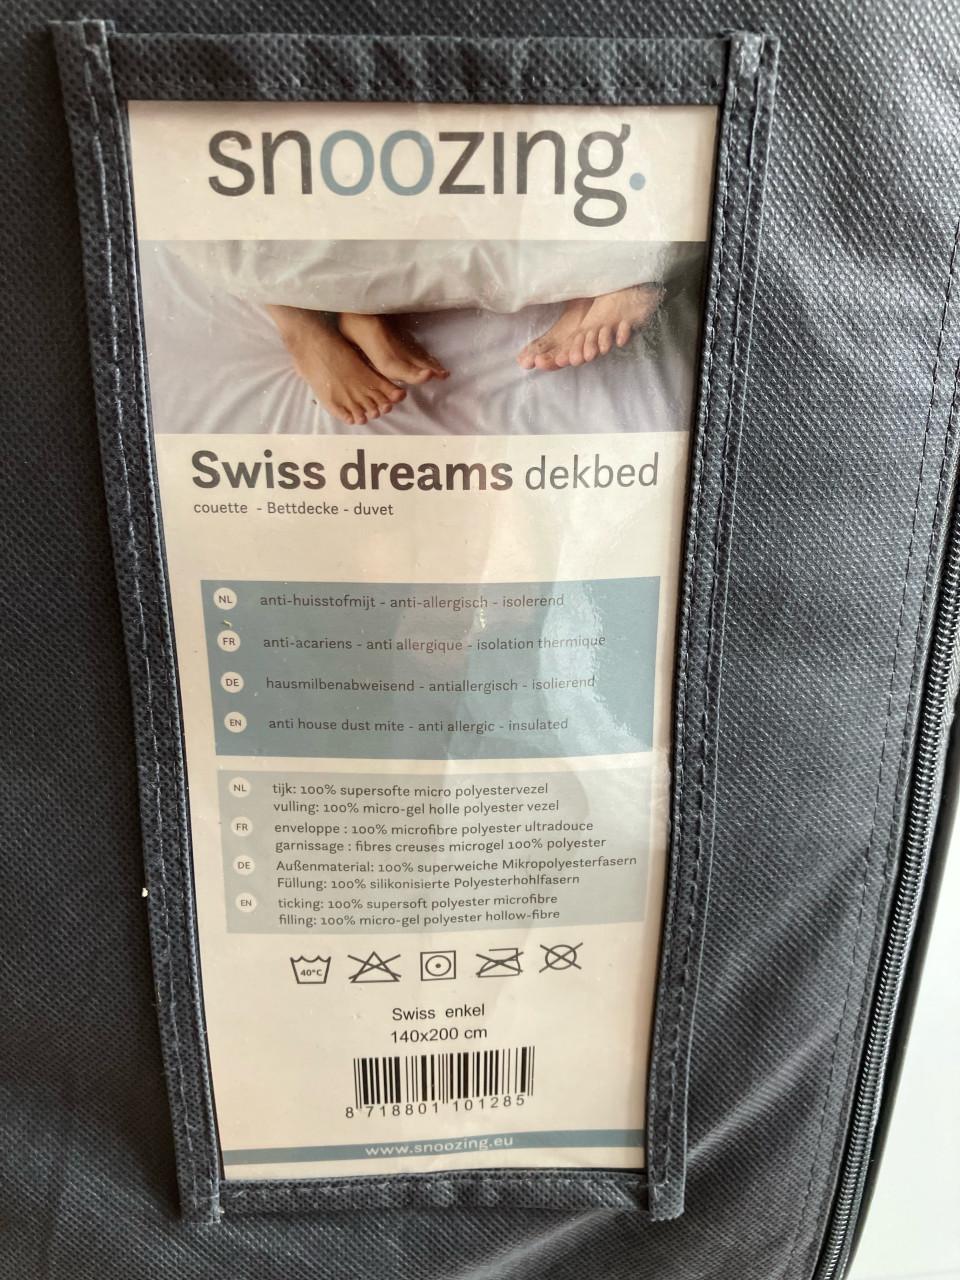 snoozing.
Swiss dreams dekbed
couette - Bettdecke - duvet
NL anti-huisstofmijt - anti-allergisch - isolerend
FR anti-acariens - anti allergique - isolation thermique
DE hausmilbenabweisend - antiallergisch - isolierend
EN anti house dust mite - anti allergic - insulated
NL tijk: 100% supersofte micro polyestervezel
vulling: 100% micro-gel holle polyester vezel
FR enveloppe : 100% microfibre polyester ultradouce
garnissage : fibres creuses microgel 100% polyester
DE Außenmaterial: 100% superweiche Mikropolyesterfasern
Füllung: 100% silikonisierte Polyesterhohlfasern
EN ticking: 100% supersoft polyester microfibre
filling: 100% micro-gel polyester hollow-fibre
40°C
Swiss enkel
140x200 cm
8 718801 101285
www.snoozing.eu